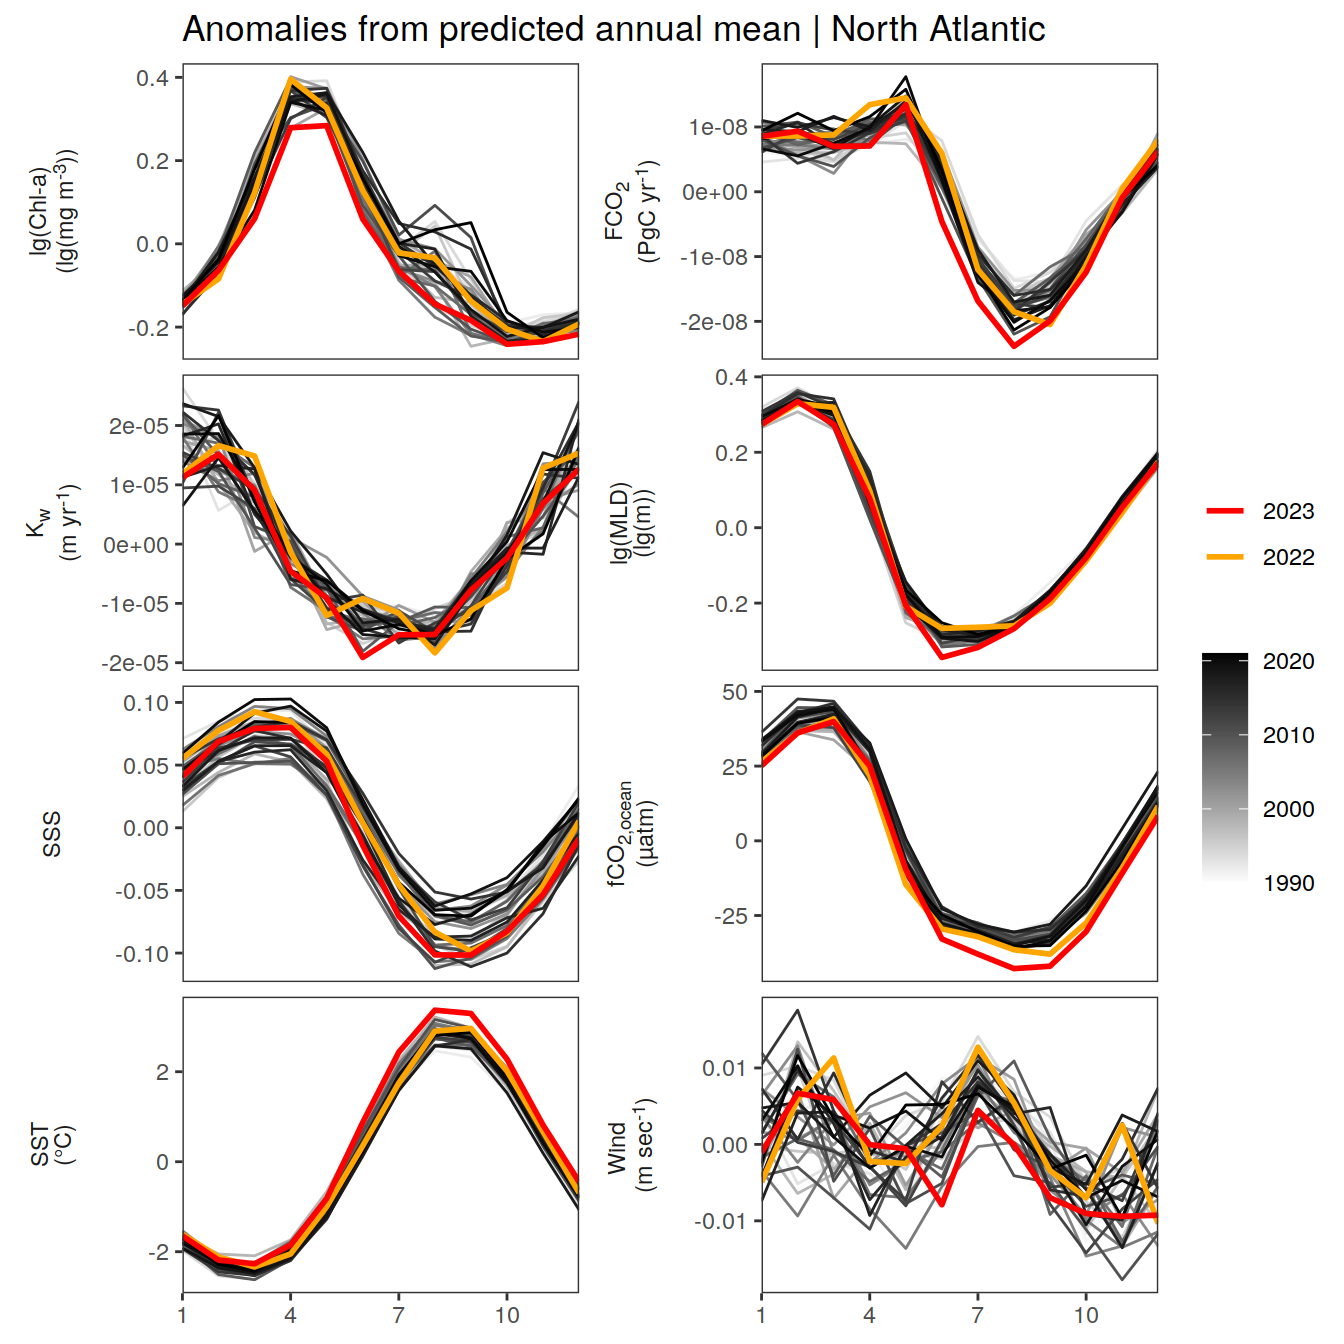 Anomalies from predicted annual mean | North Atlantic
lg(Chl-a)
(lg(mg m-3))
0.4
0.2
0.0
-0.2
FCO2
(PgC yr-1)
1e-08
0e+00
-1e-08
-2e-08
Kw
(m yr-1)
2e-05
1e-05
0e+00
-1e-05
-2e-05
lg(MLD)
(lg(m))
0.4
0.2
0.0
-0.2
SSS
0.10
0.05
0.00
-0.05
-0.10
fCO2,ocean
(µatm)
50
25
0
-25
SST
(°C)
2
0
-2
1 4 7 10
Wind
(m sec-1)
0.01
0.00
-0.01
1 4 7 10
2023
2022
2020
2010
2000
1990